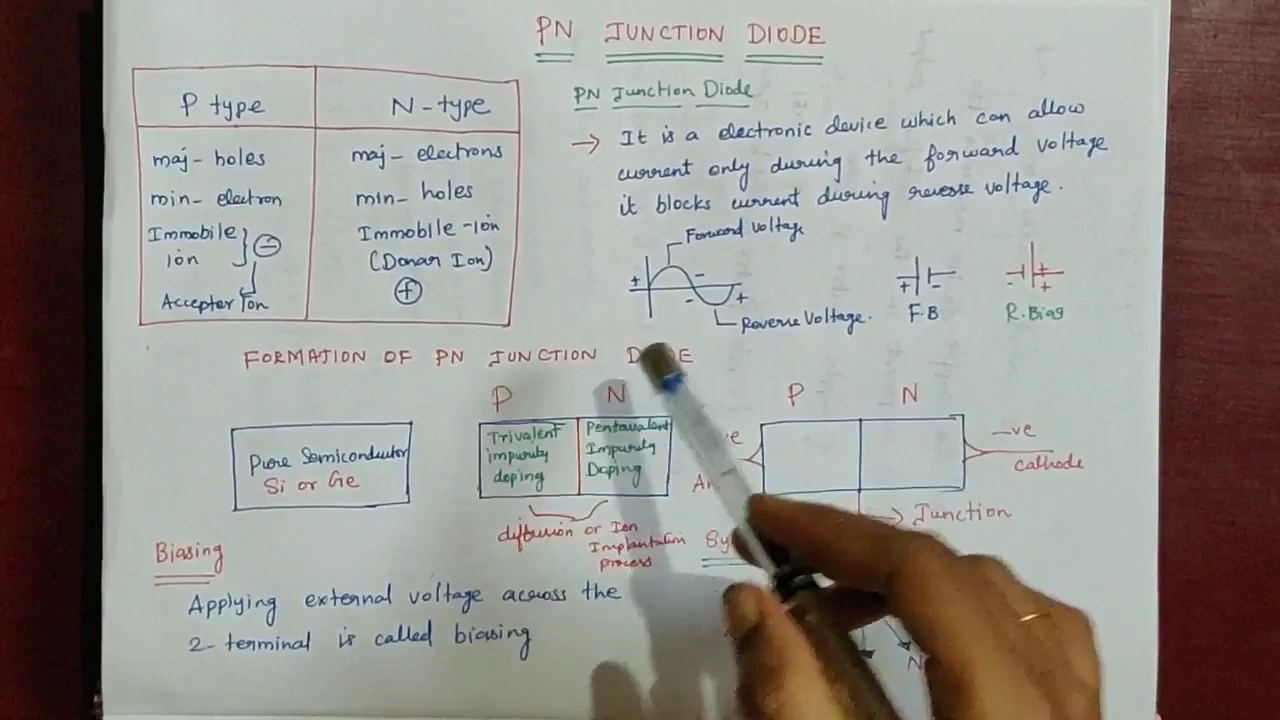 PN JUNCTION DIODE
P type
N-type
maj- holes
maj- electrons
min- electron
min- holes
Immobile
ion
-
Accepter ion
Immobile -ion
(Donar Ion)
+
PN Junction Diode
→ It is a electronic device which can allow
current only during the forward voltage
it blocks current during reverse voltage.
Forward voltage
+ -
- +
Reverse Voltage.
+ -
F.B
- +
+
R.Bias
FORMATION OF PN JUNCTION
Pure Semiconductor
Si or Ge
P N
Trivalent
impurity
doping
Pentavalent
Impurity
Doping
diffusion or Ion
Implantation
process
P N
-ve
cathode
→ Junction
Biasing
Applying external voltage across the
2- terminal is called biasing
N